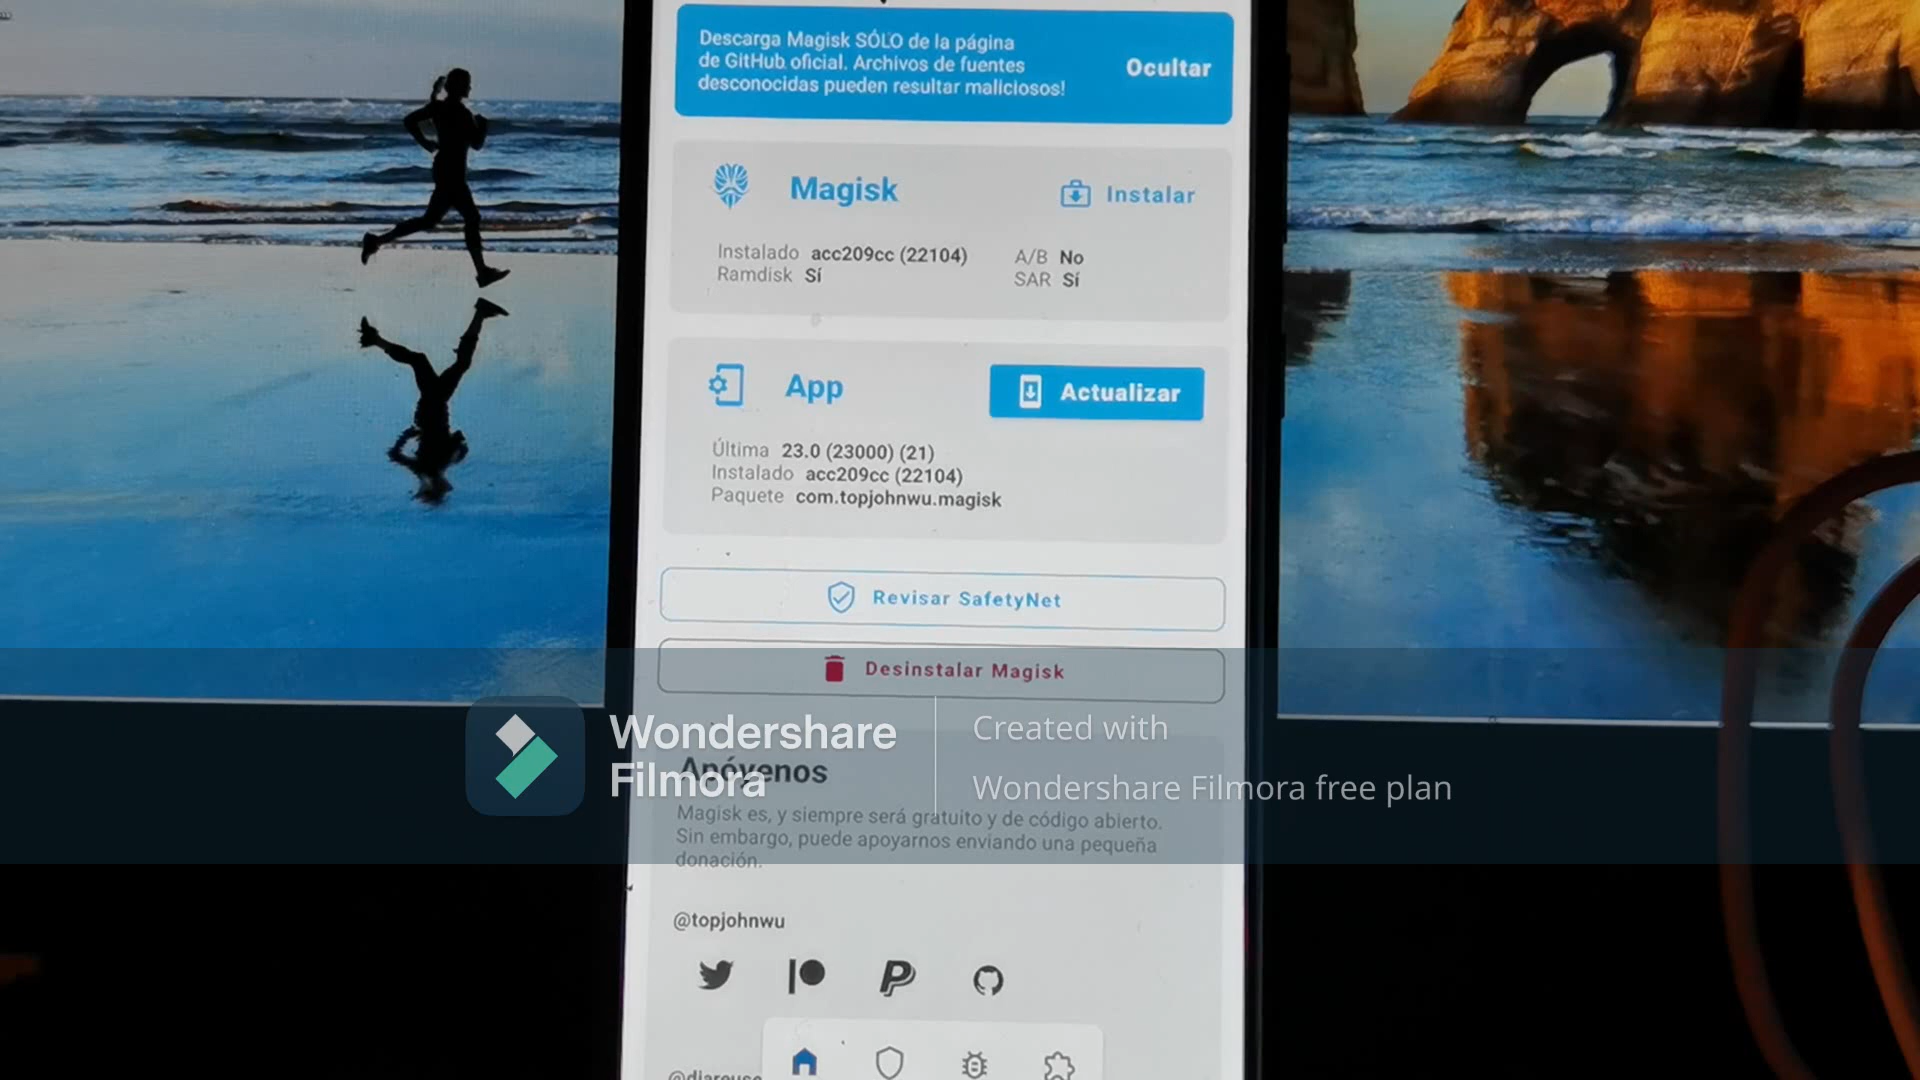 Descarga Magisk SÓLO de la página
de GitHub oficial. Archivos de fuentes
desconocidas pueden resultar maliciosos!
Ocultar
Magisk
Instalar
Instalado acc209cc (22104)
A/B No
Ramdisk Sí
SAR Sí
App
Actualizar
Última 23.0 (23000) (21)
Instalado acc209cc (22104)
Paquete com.topjohnwu.magisk
Revisar SafetyNet
Desinstalar Magisk
Wondershare
Filmora
Created with
Wondershare Filmora free plan
Apóyenos
Magisk es, y siempre será gratuito y de código abierto.
Sin embargo, puede apoyarnos enviando una pequeña
donación.
@topjohnwu